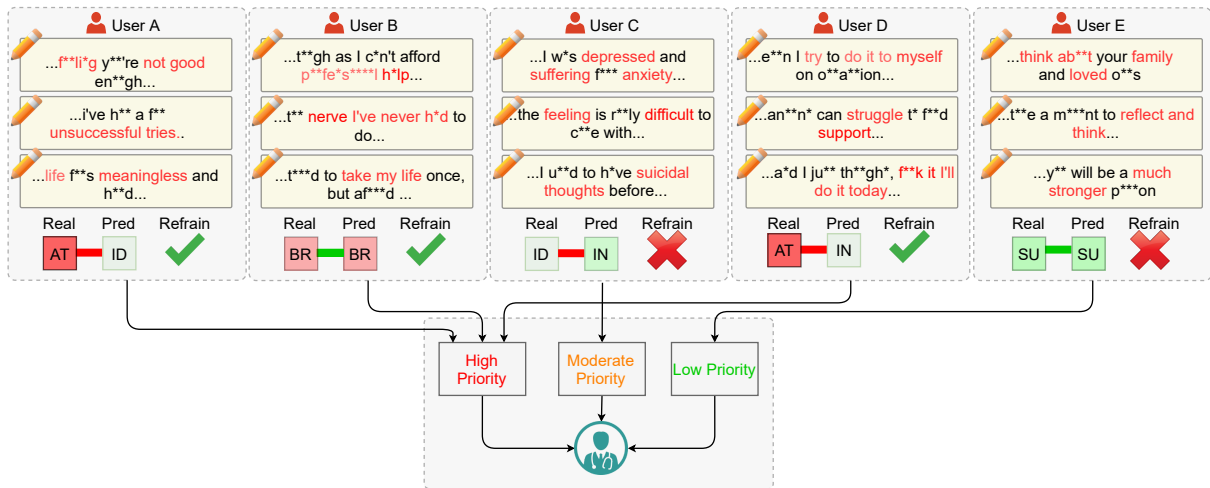 User A
...f**li*g y**'re not good
en**gh...
...i've h** a f**
unsuccessful tries..
...life f**s meaningless and
h**d...
Real Pred Refrain
AT ID
User B
...t**gh as I c*n't afford
p**fe*s****l h*lp...
...t** nerve I've never h*d to
do...
...t***d to take my life once,
but af***d ...
Real Pred Refrain
BR BR
User C
...I w*s depressed and
suffering f*** anxiety...
...the feeling is r**ly difficult to
c**e with...
...I u**d to h*ve suicidal
thoughts before...
Real Pred Refrain
ID IN
User D
...e**n I try to do it to myself
on o**a**ion...
...an**n* can struggle t* f**d
support...
...a*d I ju** th**gh*, f**k it I'll
do it today...
Real Pred Refrain
AT IN
User E
...think ab**t your family
and loved o**s
...t**e a m***nt to reflect and
think...
...y** will be a much
stronger p***on
Real Pred Refrain
SU SU
High
Priority
Moderate
Priority
Low Priority